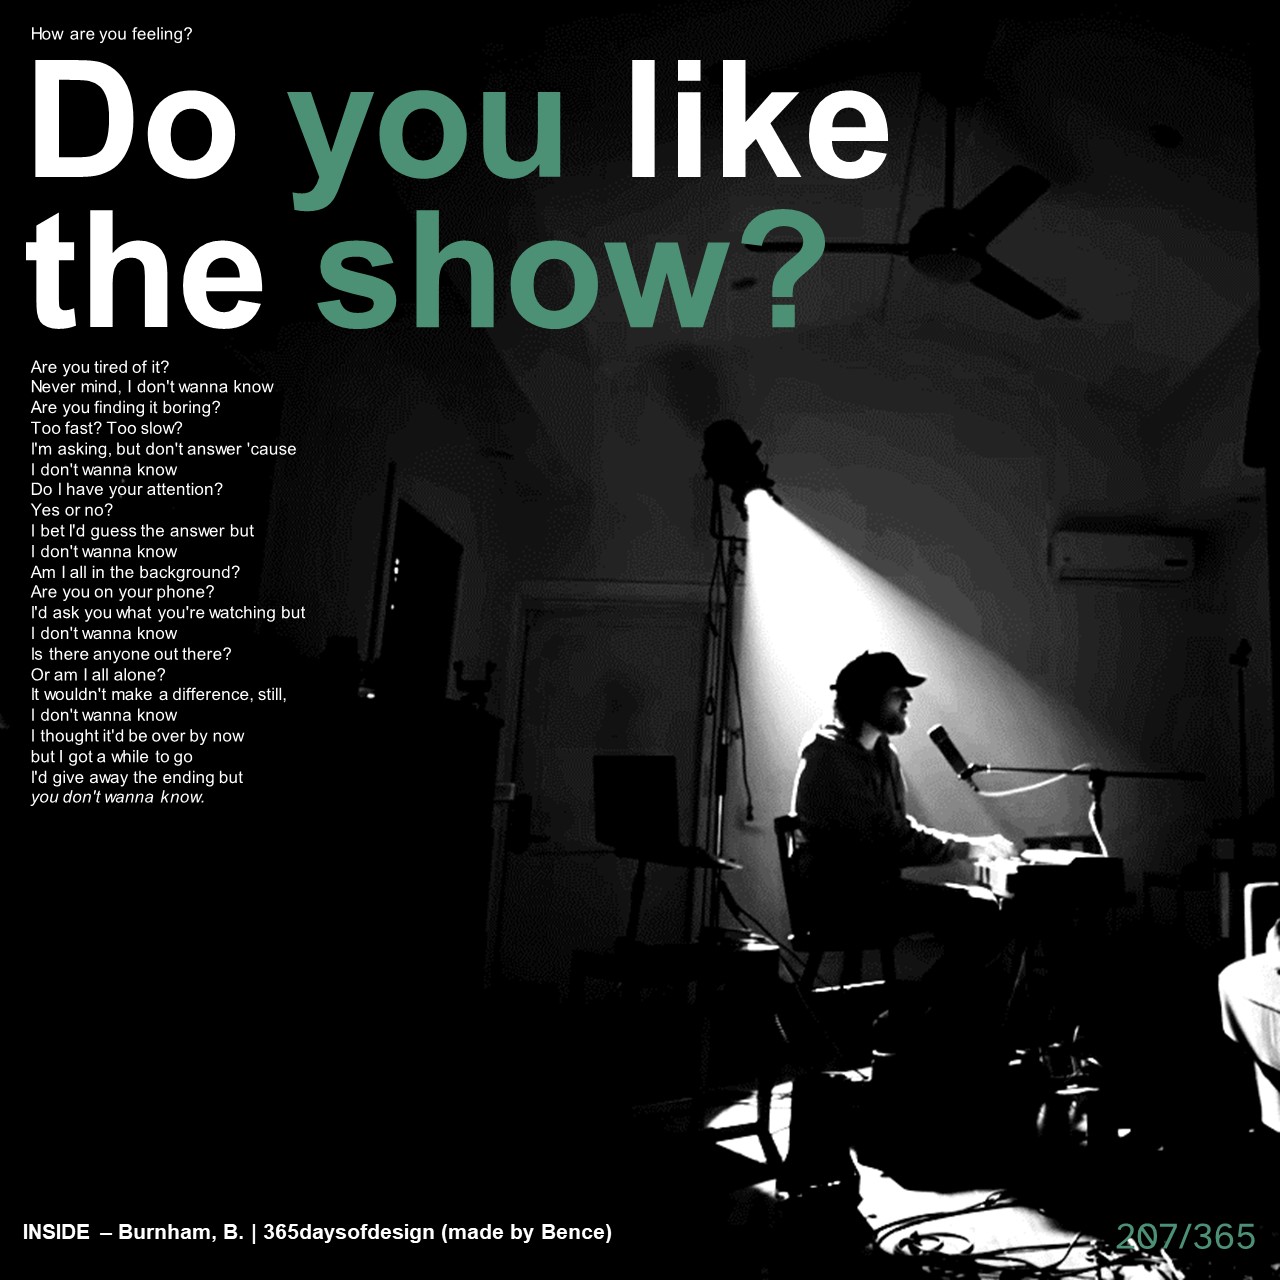 How are you feeling?
Do you like
the show?
Are you tired of it?
Never mind, I don't wanna know
Are you finding it boring?
Too fast? Too slow?
I'm asking, but don't answer 'cause
I don't wanna know
Do I have your attention?
Yes or no?
I bet I'd guess the answer but
I don't wanna know
Am I all in the background?
Are you on your phone?
I'd ask you what you're watching but
I don't wanna know
Is there anyone out there?
Or am I all alone?
It wouldn't make a difference, still,
I don't wanna know
I thought it'd be over by now
but I got a while to go
I'd give away the ending but
you don't wanna know.
INSIDE – Burnham, B. | 365daysofdesign (made by Bence)
207/365